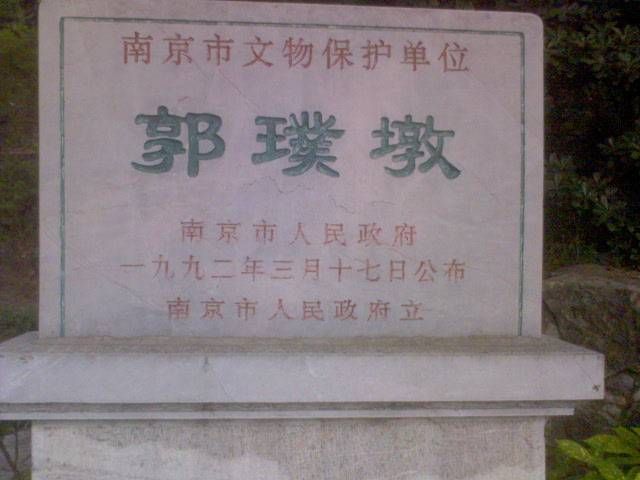 南京市文物保护单位
郭璞墩
南京市人民政府
一九九二年三月十七日公布
南京市人民政府立